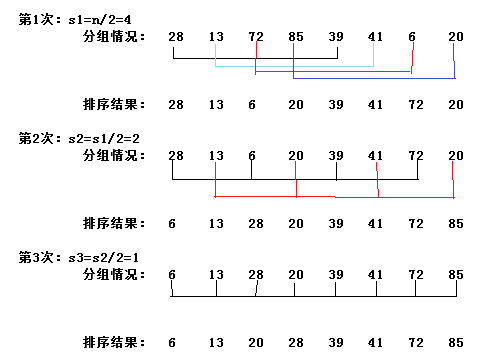 第1次：s1=n/2=4
分组情况： 28 13 72 85 39 41 6 20
排序结果： 28 13 6 20 39 41 72 20
第2次：s2=s1/2=2
分组情况： 28 13 6 20 39 41 72 20
排序结果： 6 13 28 20 39 41 72 85
第3次：s3=s2/2=1
分组情况： 6 13 28 20 39 41 72 85
排序结果： 6 13 20 28 39 41 72 85